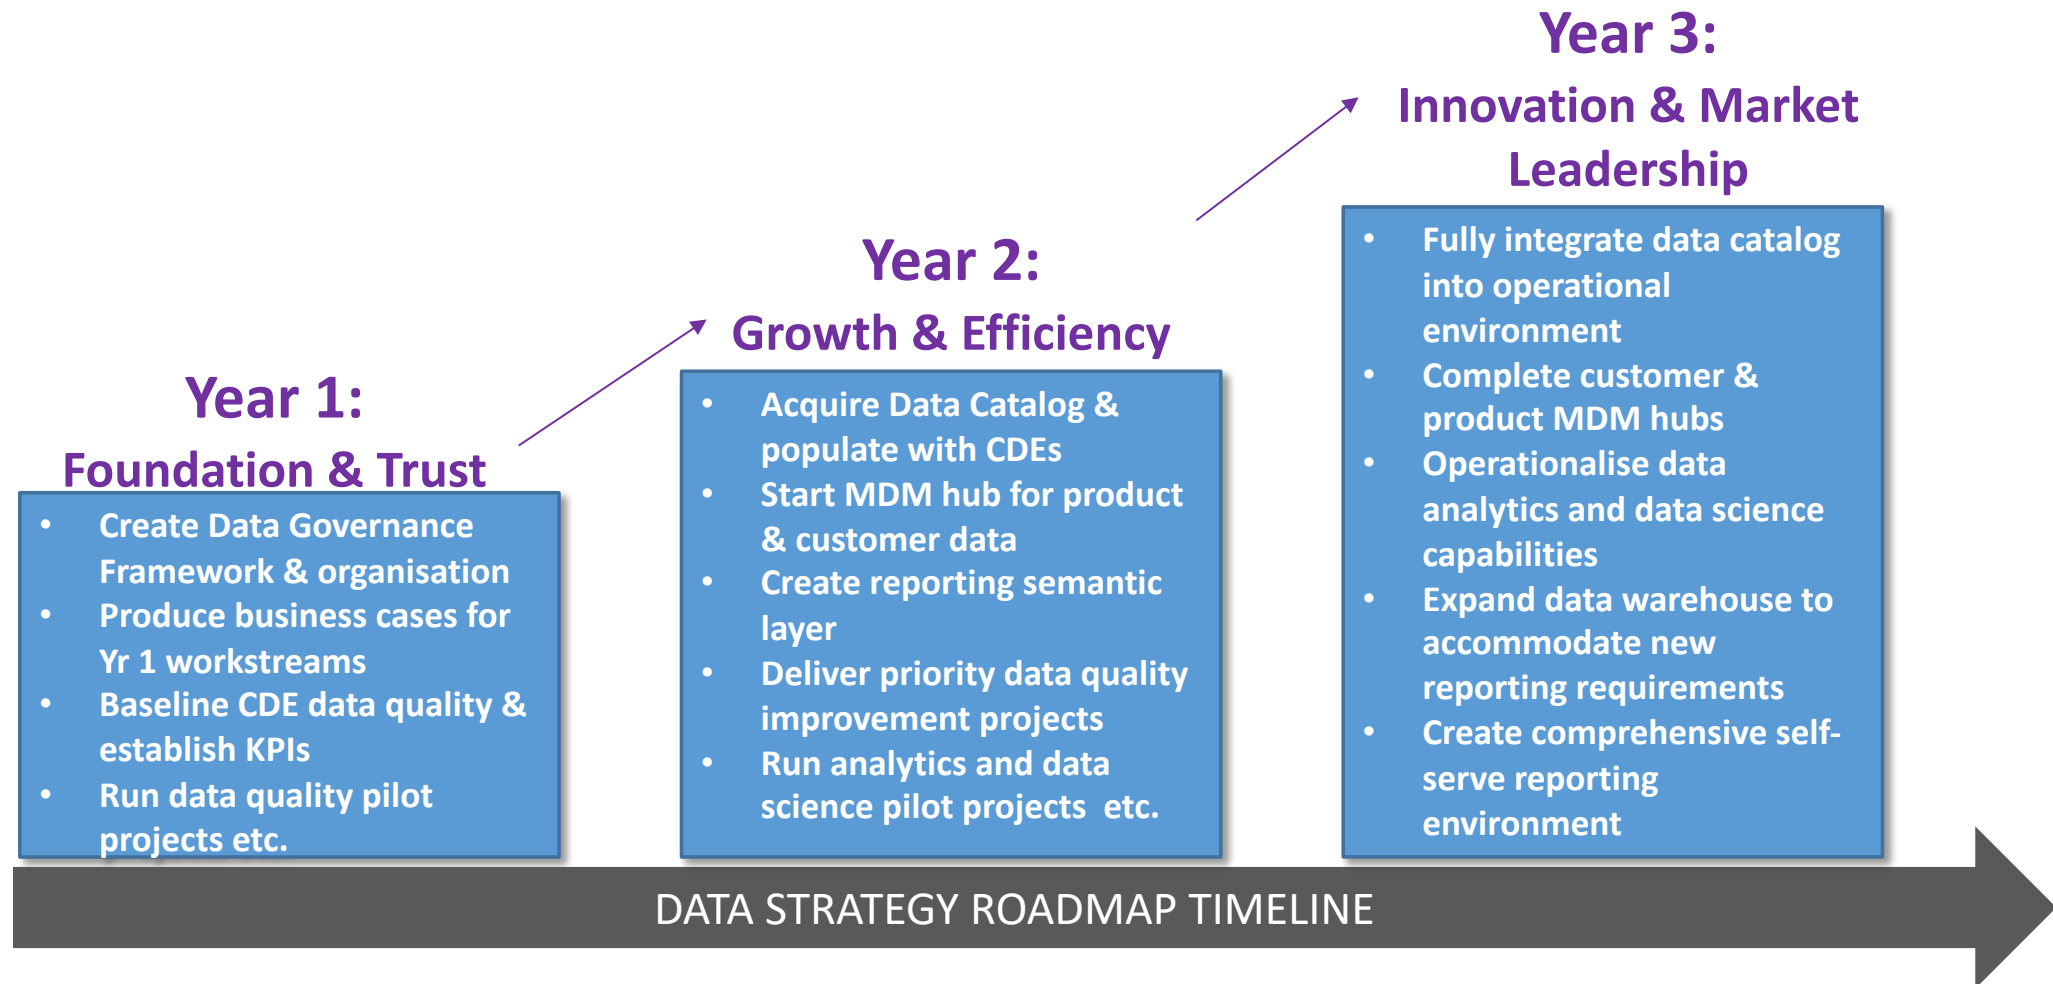 Year 1:
Foundation & Trust
• Create Data Governance
Framework & organisation
• Produce business cases for
Yr 1 workstreams
• Baseline CDE data quality &
establish KPIs
• Run data quality pilot
projects etc.
Year 2:
Growth & Efficiency
• Acquire Data Catalog &
populate with CDEs
• Start MDM hub for product
& customer data
• Create reporting semantic
layer
• Deliver priority data quality
improvement projects
• Run analytics and data
science pilot projects  etc.
Year 3:
Innovation & Market
Leadership
• Fully integrate data catalog
into operational
environment
• Complete customer &
product MDM hubs
• Operationalise data
analytics and data science
capabilities
• Expand data warehouse to
accommodate new
reporting requirements
• Create comprehensive self-
serve reporting
environment
DATA STRATEGY ROADMAP TIMELINE